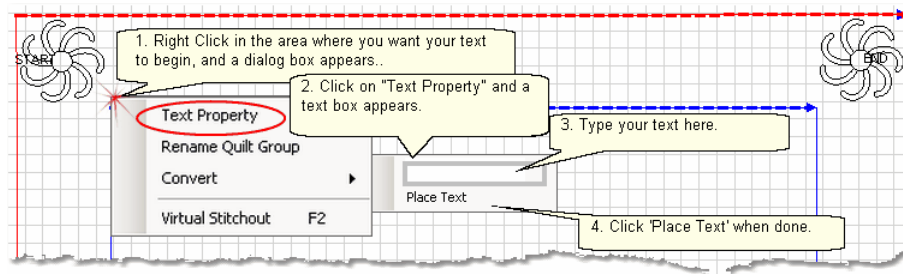 START
1. Right Click in the area where you want your text
to begin, and a dialog box appears..
END
2. Click on "Text Property" and a
text box appears.
Text Property
3. Type your text here.
Rename Quilt Group
Convert
Place Text
Virtual Stitchout F2
4. Click 'Place Text' when done.